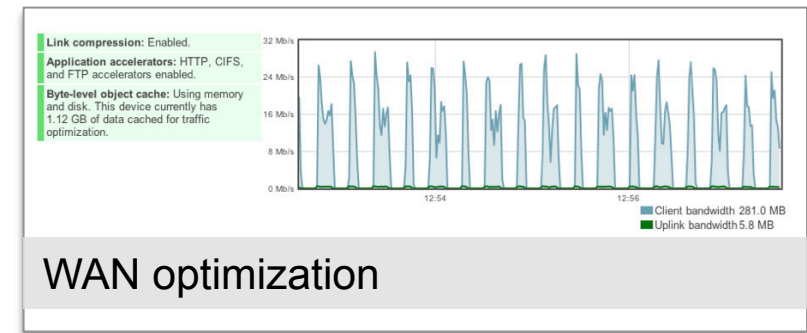 Link compression: Enabled.
Application accelerators: HTTP, CIFS,
and FTP accelerators enabled.
Byte-level object cache: Using memory
and disk. This device currently has
1.12 GB of data cached for traffic
optimization.
32 Mb/s
24 Mb/s
16 Mb/s
8 Mb/s
0 Mb/s
12:54
12:56
Client bandwidth 281.0 MB
Uplink bandwidth 5.8 MB
WAN optimization